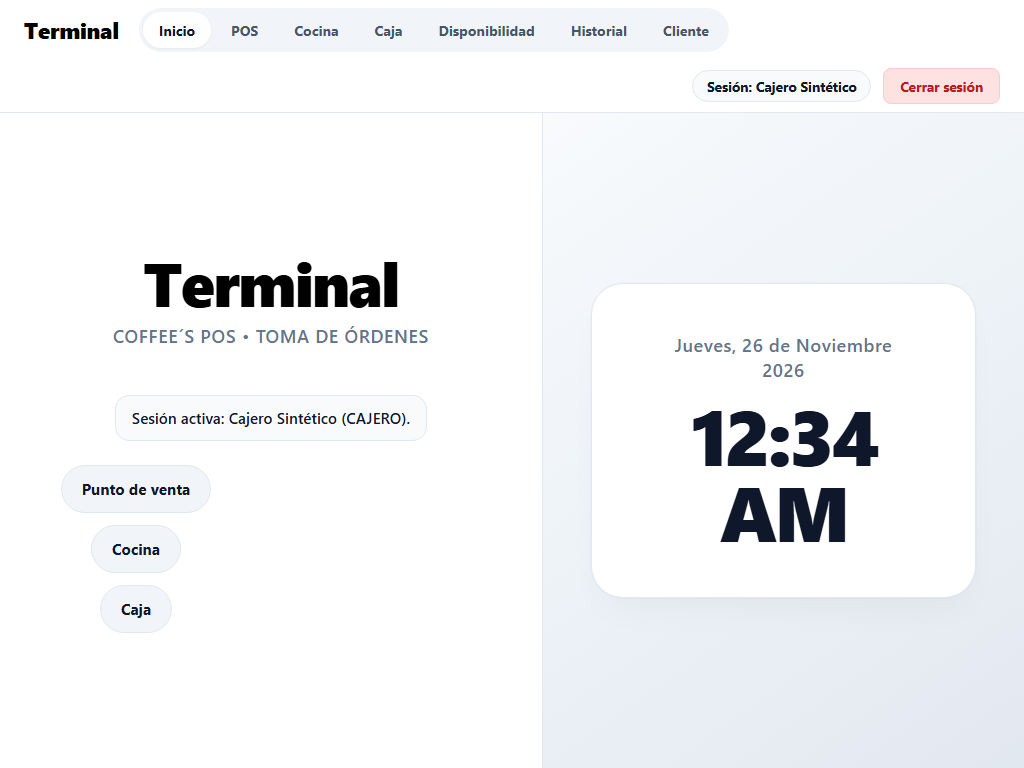 Terminal
Inicio
POS
Cocina
Caja
Disponibilidad
Historial
Cliente
Sesión: Cajero Sintético
Cerrar sesión
Terminal
COFFEE´S POS • TOMA DE ÓRDENES
Sesión activa: Cajero Sintético (CAJERO).
Punto de venta
Cocina
Caja
Jueves, 26 de Noviembre
2026
12:34
AM